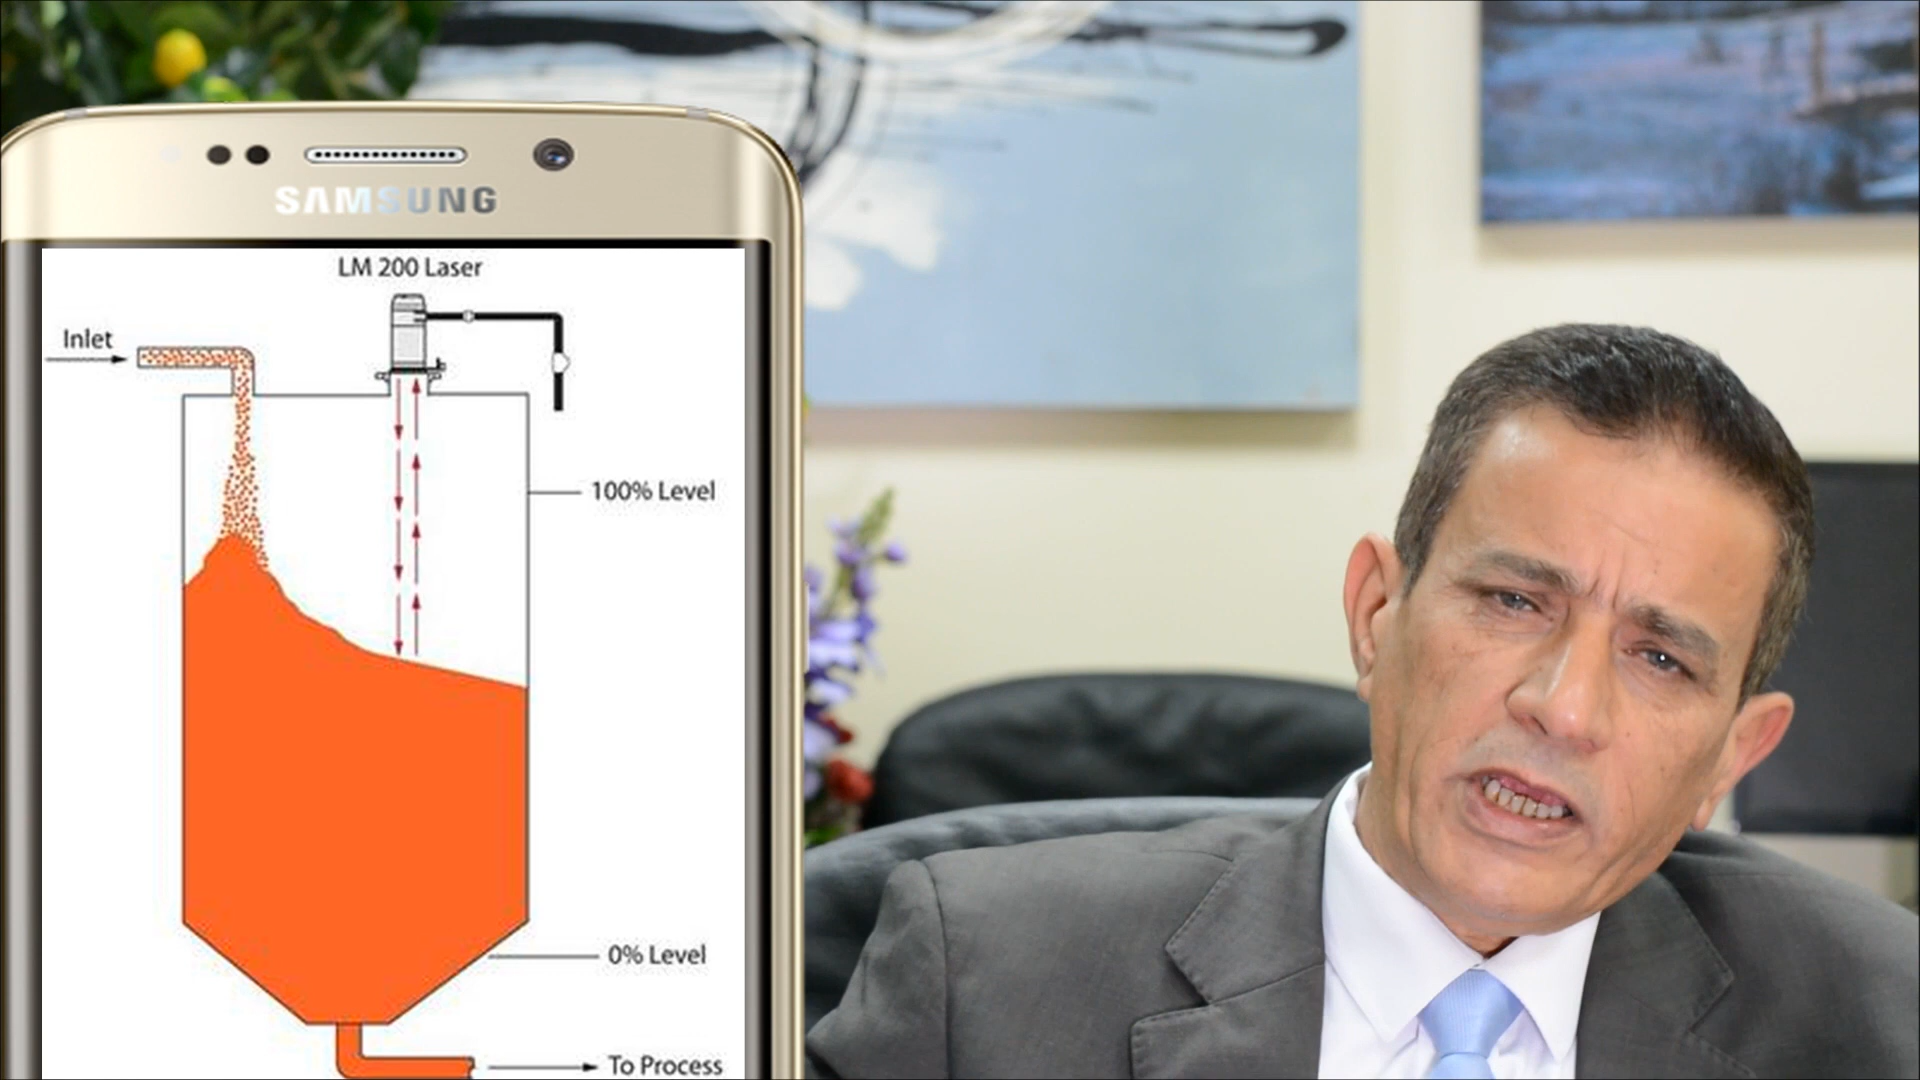 SAMSUNG
LM 200 Laser
Inlet
100% Level
0% Level
To Process